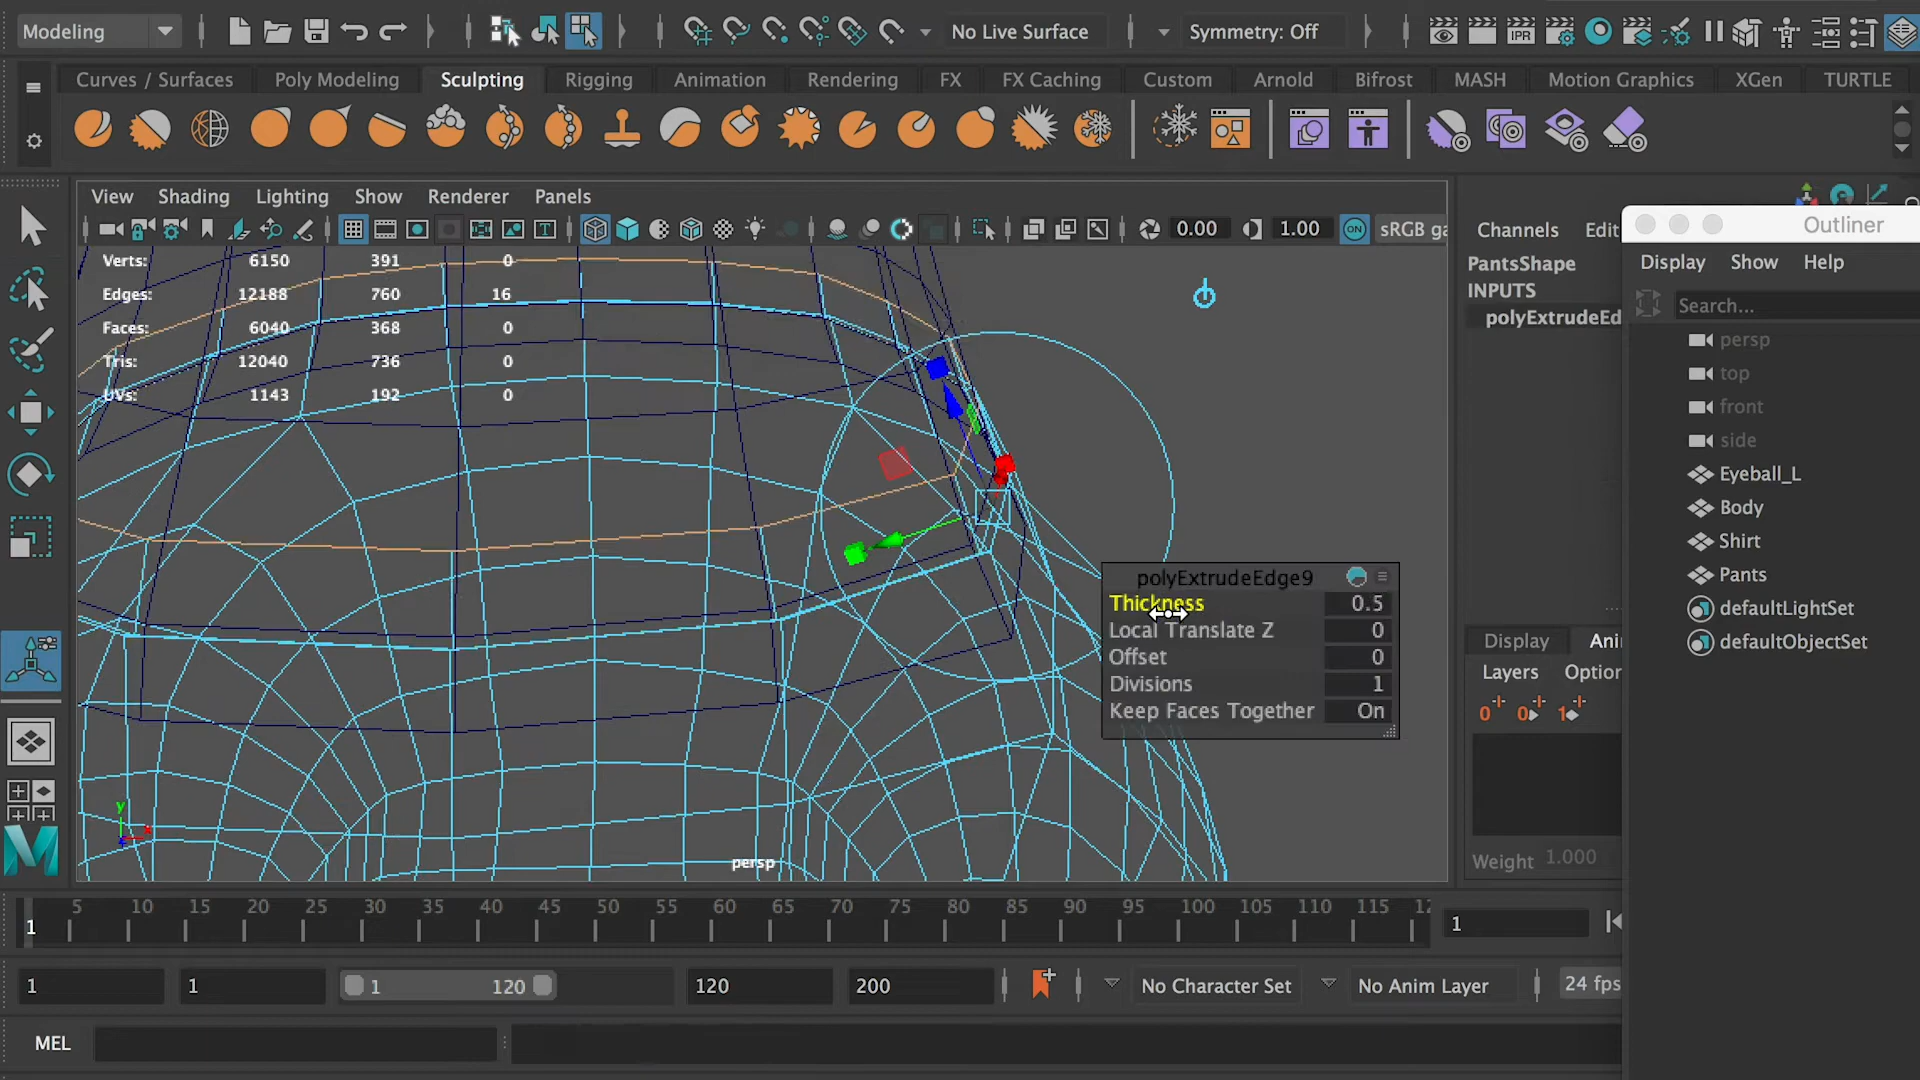 Modeling
No Live Surface
Symmetry: Off
IPR
Curves / Surfaces
Poly Modeling
Sculpting
Rigging
Animation
Rendering
FX
FX Caching
Custom
Arnold
Bifrost
MASH
Motion Graphics
XGen
TURTLE
View
Shading
Lighting
Show
Renderer
Panels
0.00
1.00
ON
sRGB ga
Verts: 6150 391 0
Edges: 12188 760 16
Faces: 6040 368 0
Tris: 12040 736 0
UVs: 1143 192 0
polyExtrudeEdge9
Thickness 0.5
Local Translate Z 0
Offset 0
Divisions 1
Keep Faces Together On
y
x
z
persp
Channels
Edit
PantsShape
INPUTS
polyExtrudeEd
Display
Ani
Layers
Option
Weight 1.000
Outliner
Display
Show
Help
Search...
persp
top
front
side
Eyeball_L
Body
Shirt
Pants
defaultLightSet
defaultObjectSet
1
5 10 15 20 25 30 35 40 45 50 55 60 65 70 75 80 85 90 95 100 105 110 115 12
1
1
1
1
120
120
200
No Character Set
No Anim Layer
24 fps
MEL